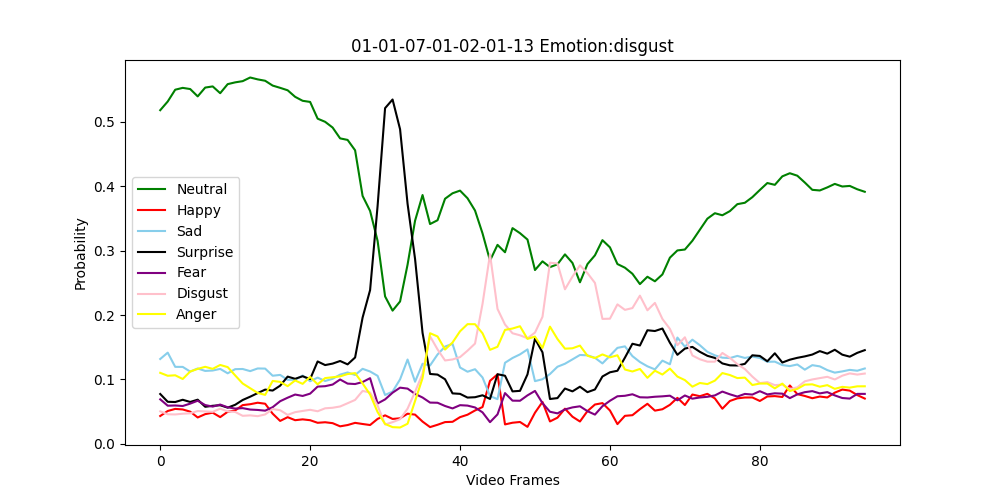 01-01-07-01-02-01-13 Emotion:disgust
Probability
0.5
0.4
0.3
0.2
0.1
0.0
Neutral
Happy
Sad
Surprise
Fear
Disgust
Anger
0 20 40 60 80
Video Frames